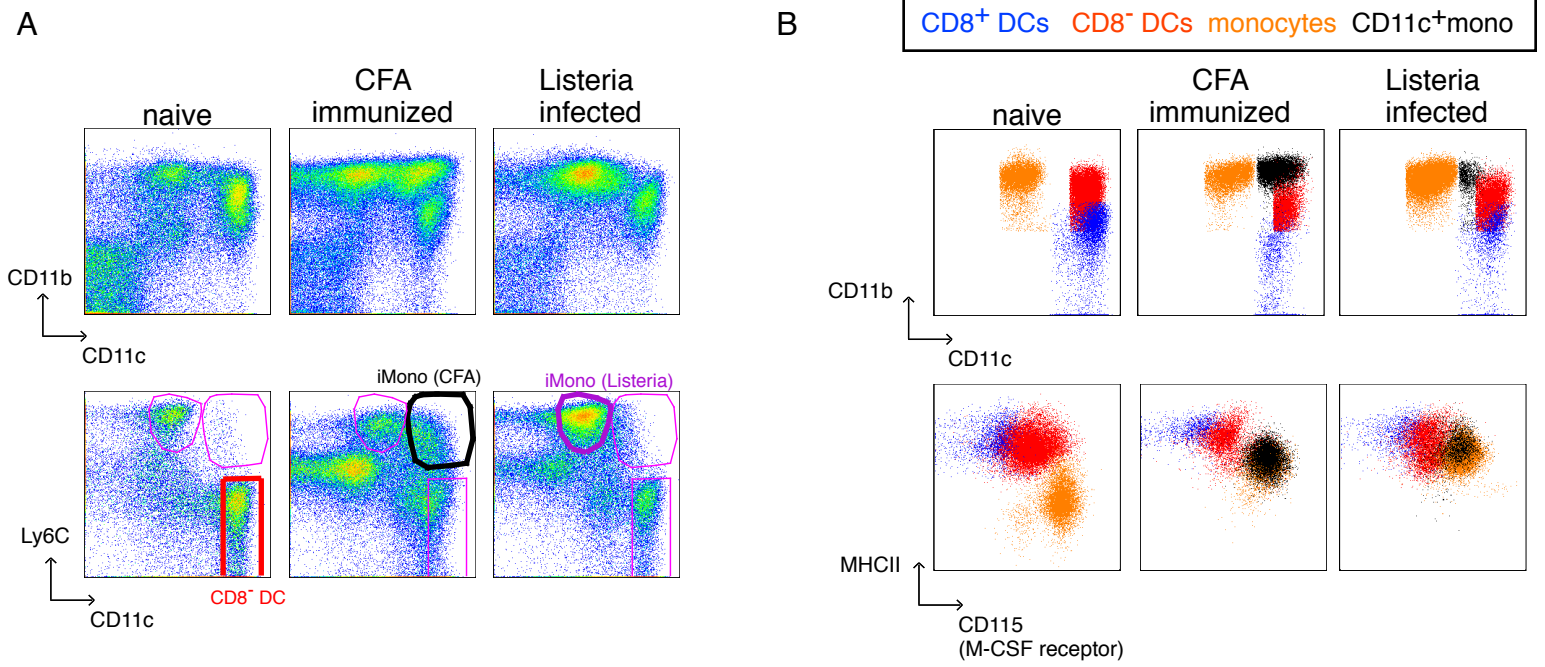 A
naive
CFA
immunized
Listeria
infected
CD11b
CD11c
iMono (CFA)
iMono (Listeria)
Ly6C
CD8⁻ DC
CD11c
B
CD8⁺ DCs CD8⁻ DCs monocytes CD11c⁺mono
naive
CFA
immunized
Listeria
infected
CD11b
CD11c
MHCII
CD115
(M-CSF receptor)